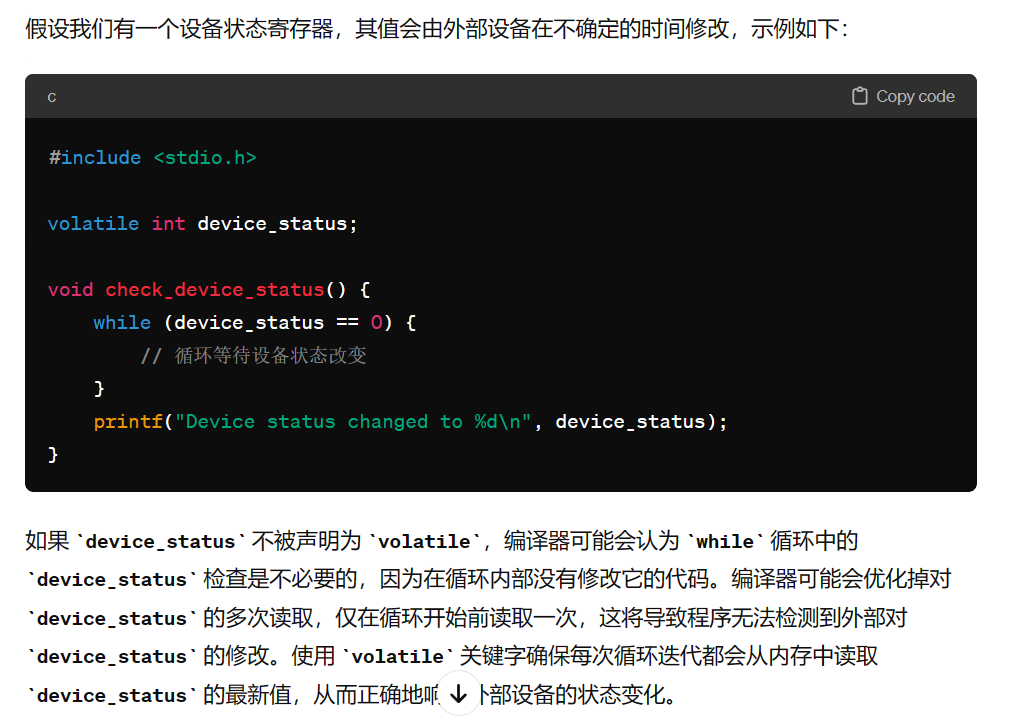 假设我们有一个设备状态寄存器，其值会由外部设备在不确定的时间修改，示例如下：
c
Copy code
#include <stdio.h>
volatile int device_status;
void check_device_status() {
    while (device_status == 0) {
        // 循环等待设备状态改变
    }
    printf("Device status changed to %d\n", device_status);
}
如果 `device_status` 不被声明为 `volatile`，编译器可能会认为 `while` 循环中的
`device_status` 检查是不必要的，因为在循环内部没有修改它的代码。编译器可能会优化掉对
`device_status` 的多次读取，仅在循环开始前读取一次，这将导致程序无法检测到外部对
`device_status` 的修改。使用 `volatile` 关键字确保每次循环迭代都会从内存中读取
`device_status` 的最新值，从而正确地 部设备的状态变化。